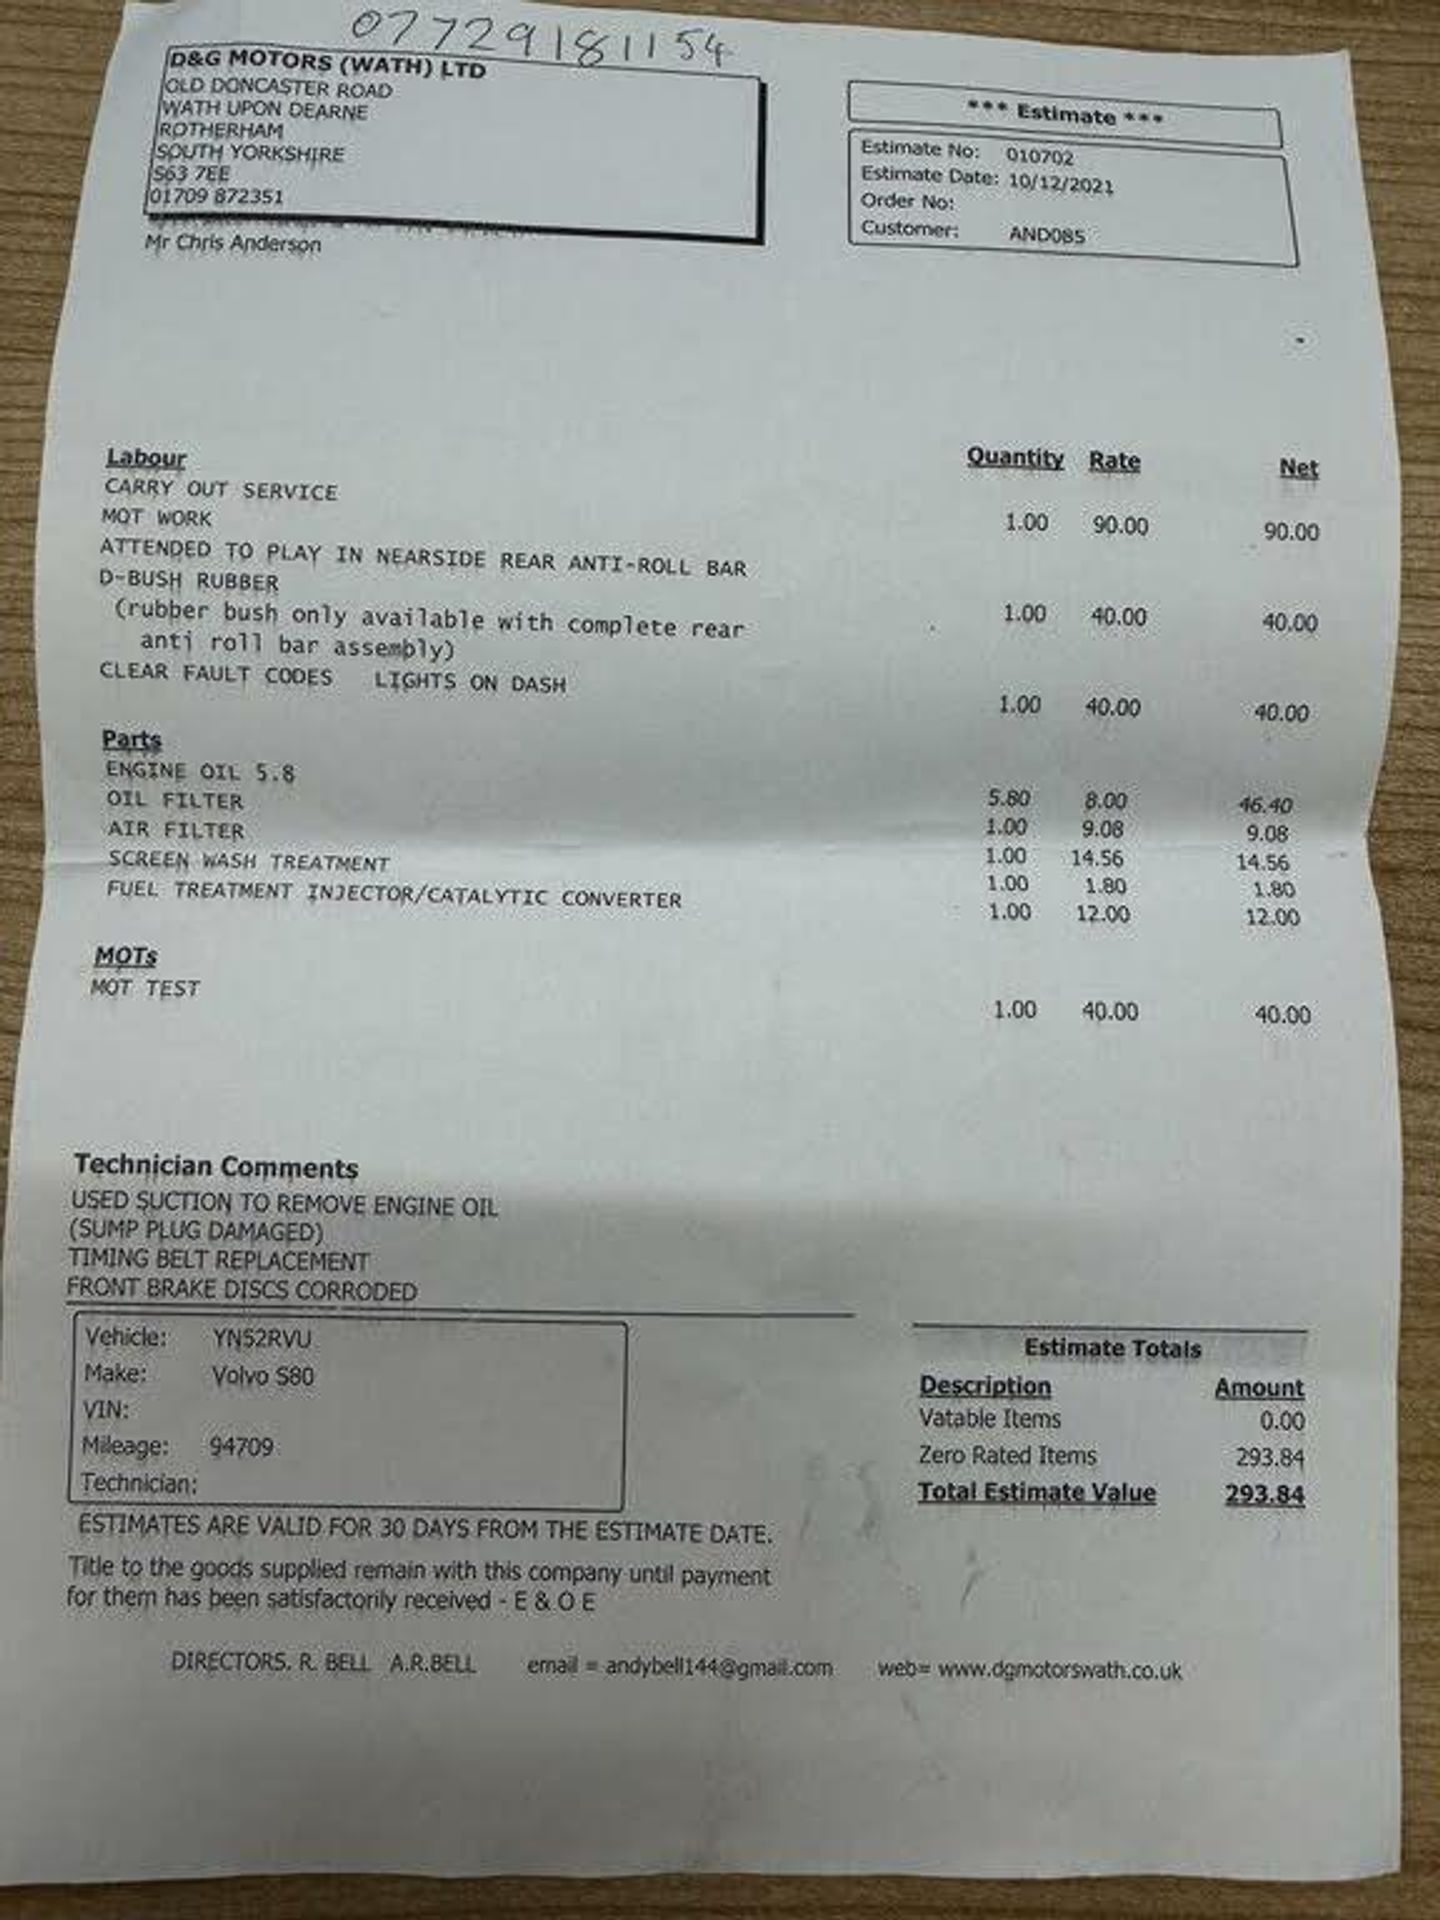 07729181154
D&G MOTORS (WATH) LTD
OLD DONCASTER ROAD
WATH UPON DEARNE
ROTHERHAM
SOUTH YORKSHIRE
S63 7EE
01709 872351
Mr Chris Anderson
*** Estimate ***
Estimate No: 010702
Estimate Date: 10/12/2021
Order No:
Customer: AND085
Labour Quantity Rate Net
CARRY OUT SERVICE
MOT WORK 1.00 90.00 90.00
ATTENDED TO PLAY IN NEARSIDE REAR ANTI-ROLL BAR
D-BUSH RUBBER
(rubber bush only available with complete rear 1.00 40.00 40.00
anti roll bar assembly)
CLEAR FAULT CODES LIGHTS ON DASH
1.00 40.00 40.00
Parts
ENGINE OIL 5.8
OIL FILTER 5.80 8.00 46.40
AIR FILTER 1.00 9.08 9.08
SCREEN WASH TREATMENT 1.00 14.56 14.56
FUEL TREATMENT INJECTOR/CATALYTIC CONVERTER 1.00 1.80 1.80
1.00 12.00 12.00
MOTs
MOT TEST
1.00 40.00 40.00
Technician Comments
USED SUCTION TO REMOVE ENGINE OIL
(SUMP PLUG DAMAGED)
TIMING BELT REPLACEMENT
FRONT BRAKE DISCS CORRODED
Vehicle: YN52RVU
Make: Volvo S80
VIN:
Mileage: 94709
Technician:
Estimate Totals
Description Amount
Vatable Items 0.00
Zero Rated Items 293.84
Total Estimate Value 293.84
ESTIMATES ARE VALID FOR 30 DAYS FROM THE ESTIMATE DATE.
Title to the goods supplied remain with this company until payment
for them has been satisfactorily received - E & O E
DIRECTORS. R. BELL A.R.BELL email = andybell144@gmail.com web= www.dgmotorswath.co.uk